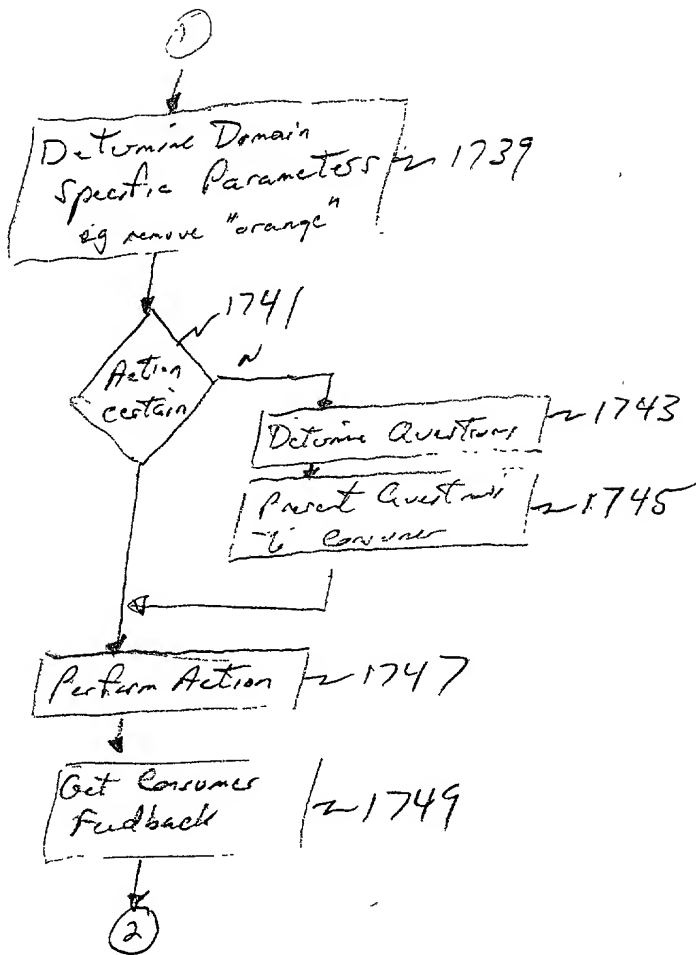 1
Determine Domain
Specific Parameters ~ 1739
eg remove "orange"
1741
N
Action
certain
Determine Questions ~ 1743
Present Questions
to Consumer ~ 1745
Perform Action ~ 1747
Get Consumer
Feedback ~ 1749
2